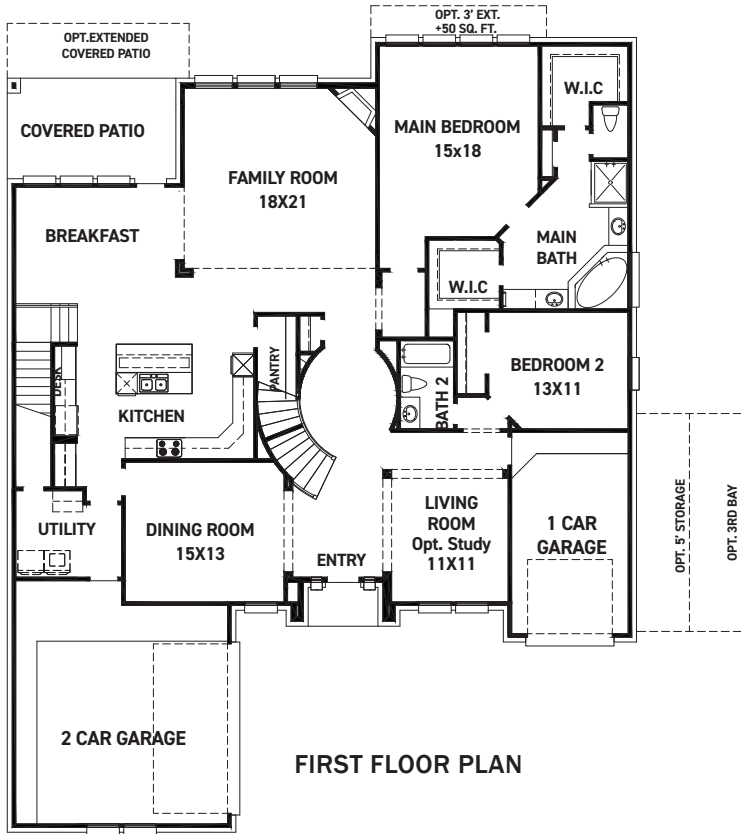 OPT. 3' EXT.
+50 SQ. FT.
OPT.EXTENDED
COVERED PATIO
W.I.C
COVERED PATIO
MAIN BEDROOM
15x18
FAMILY ROOM
18X21
BREAKFAST
MAIN
BATH
W.I.C
PANTRY
DESK
BATH 2
BEDROOM 2
13X11
KITCHEN
UTILITY
DINING ROOM
15X13
ENTRY
LIVING
ROOM
Opt. Study
11X11
1 CAR
GARAGE
OPT. 5' STORAGE
OPT. 3RD BAY
2 CAR GARAGE
FIRST FLOOR PLAN